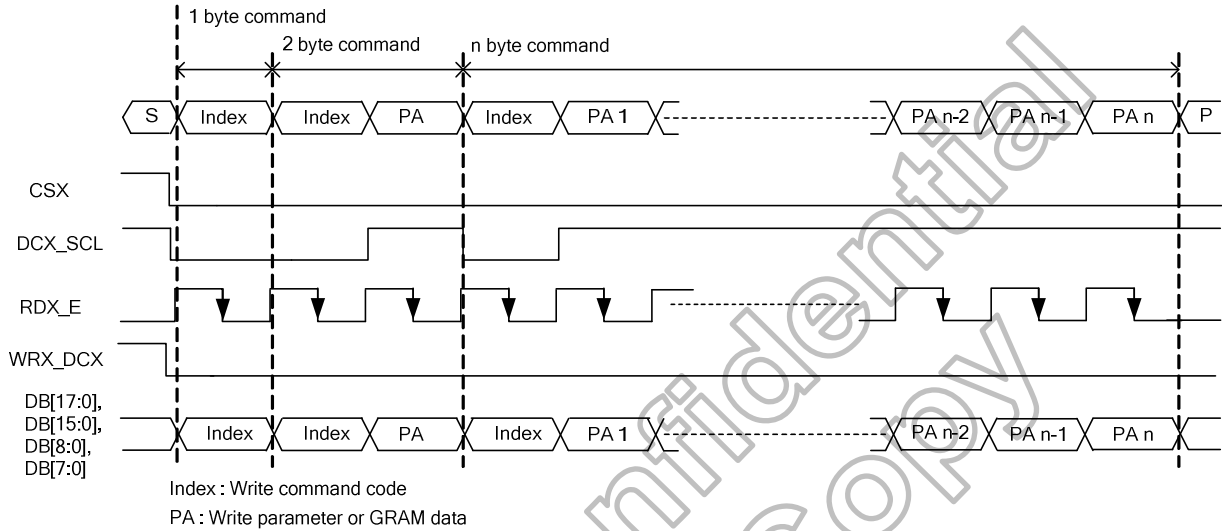 1 byte command
2 byte command
n byte command
S Index Index PA Index PA 1 PA n-2 PA n-1 PA n P
CSX
DCX_SCL
RDX_E
WRX_DCX
DB[17:0],
DB[15:0],
DB[8:0],
DB[7:0]
Index Index PA Index PA 1 PA n-2 PA n-1 PA n
Index : Write command code
PA : Write parameter or GRAM data
Confidential
Copy